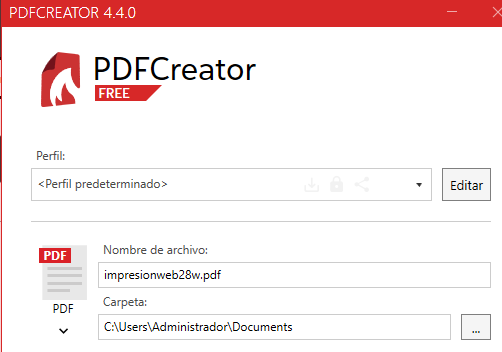 PDFCREATOR 4.4.0
PDFCreator
FREE
Perfil:
<Perfil predeterminado>
Editar
PDF
Nombre de archivo:
impresionweb28w.pdf
PDF
Carpeta:
C:\Users\Administrador\Documents
...